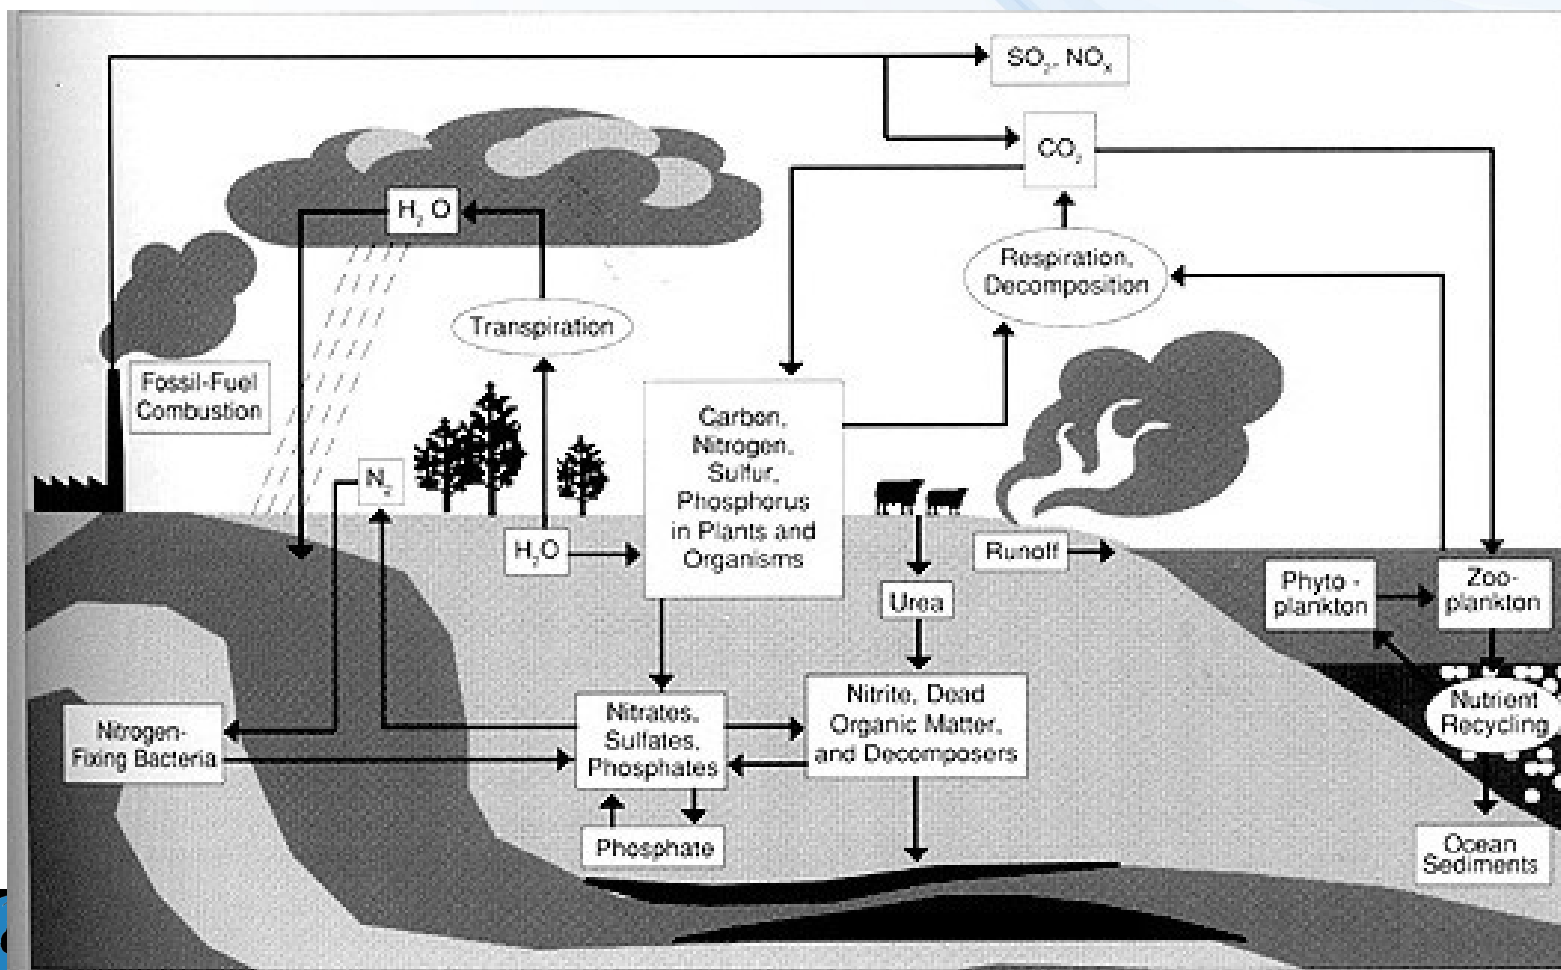 SO₂, NOₓ
CO₂
H₂O
Respiration,
Decomposition
Transpiration
Fossil-Fuel
Combustion
Carbon,
Nitrogen,
Sulfur,
Phosphorus
in Plants and
Organisms
N₂
H₂O
Runoff
Urea
Phyto-
plankton
Zoo-
plankton
Nitrogen-
Fixing Bacteria
Nitrates,
Sulfates,
Phosphates
Nitrite, Dead
Organic Matter,
and Decomposers
Nutrient
Recycling
Phosphate
Ocean
Sediments